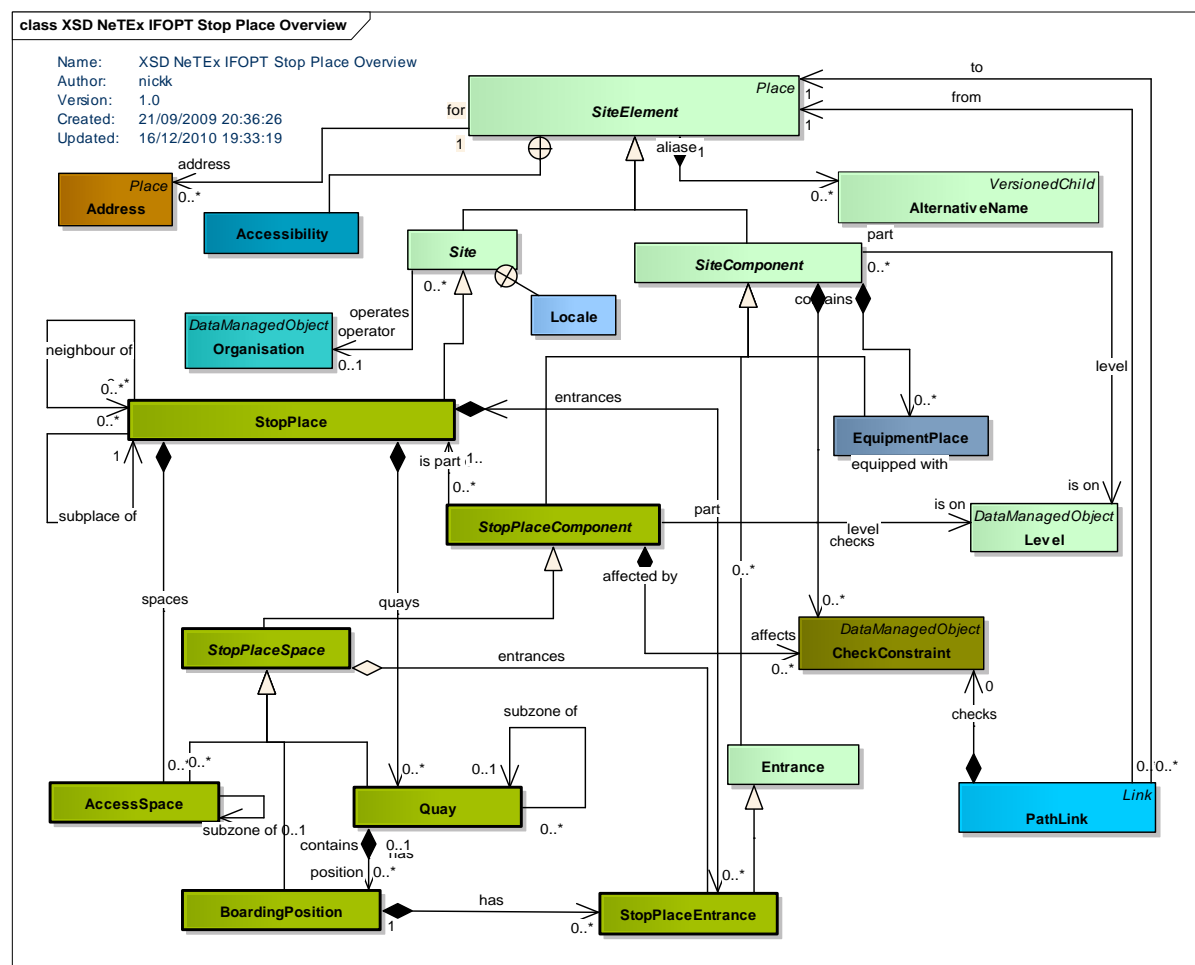 class XSD NeTEx IFOPT Stop Place Overview
Name: XSD NeTEx IFOPT Stop Place Overview
Author: nickk
Version: 1.0
Created: 21/09/2009 20:36:26
Updated: 16/12/2010 19:33:19
Place
SiteElement
to
1
from
1
for
1
aliase
1
address
0..*
Place
Address
Accessibility
0..*
VersionedChild
AlternativeName
Site
0..*
SiteComponent
part
0..*
contains
Locale
operates
operator
0..1
DataManagedObject
Organisation
neighbour of
0..*
0..*
StopPlace
entrances
level
0..*
EquipmentPlace
equipped with
1
subplace of
is part
1..
0..*
StopPlaceComponent
part
is on
is on
level
checks
DataManagedObject
Level
affected by
0..*
0..*
spaces
quays
StopPlaceSpace
entrances
affects
0..*
DataManagedObject
CheckConstraint
0
checks
subzone of
0..1
0..*
0..*
0..*
0..*
0..*
0..*
AccessSpace
subzone of 0..1
Quay
Entrance
Link
PathLink
contains
0..1
has
position
0..*
0..*
BoardingPosition
1
has
0..*
StopPlaceEntrance